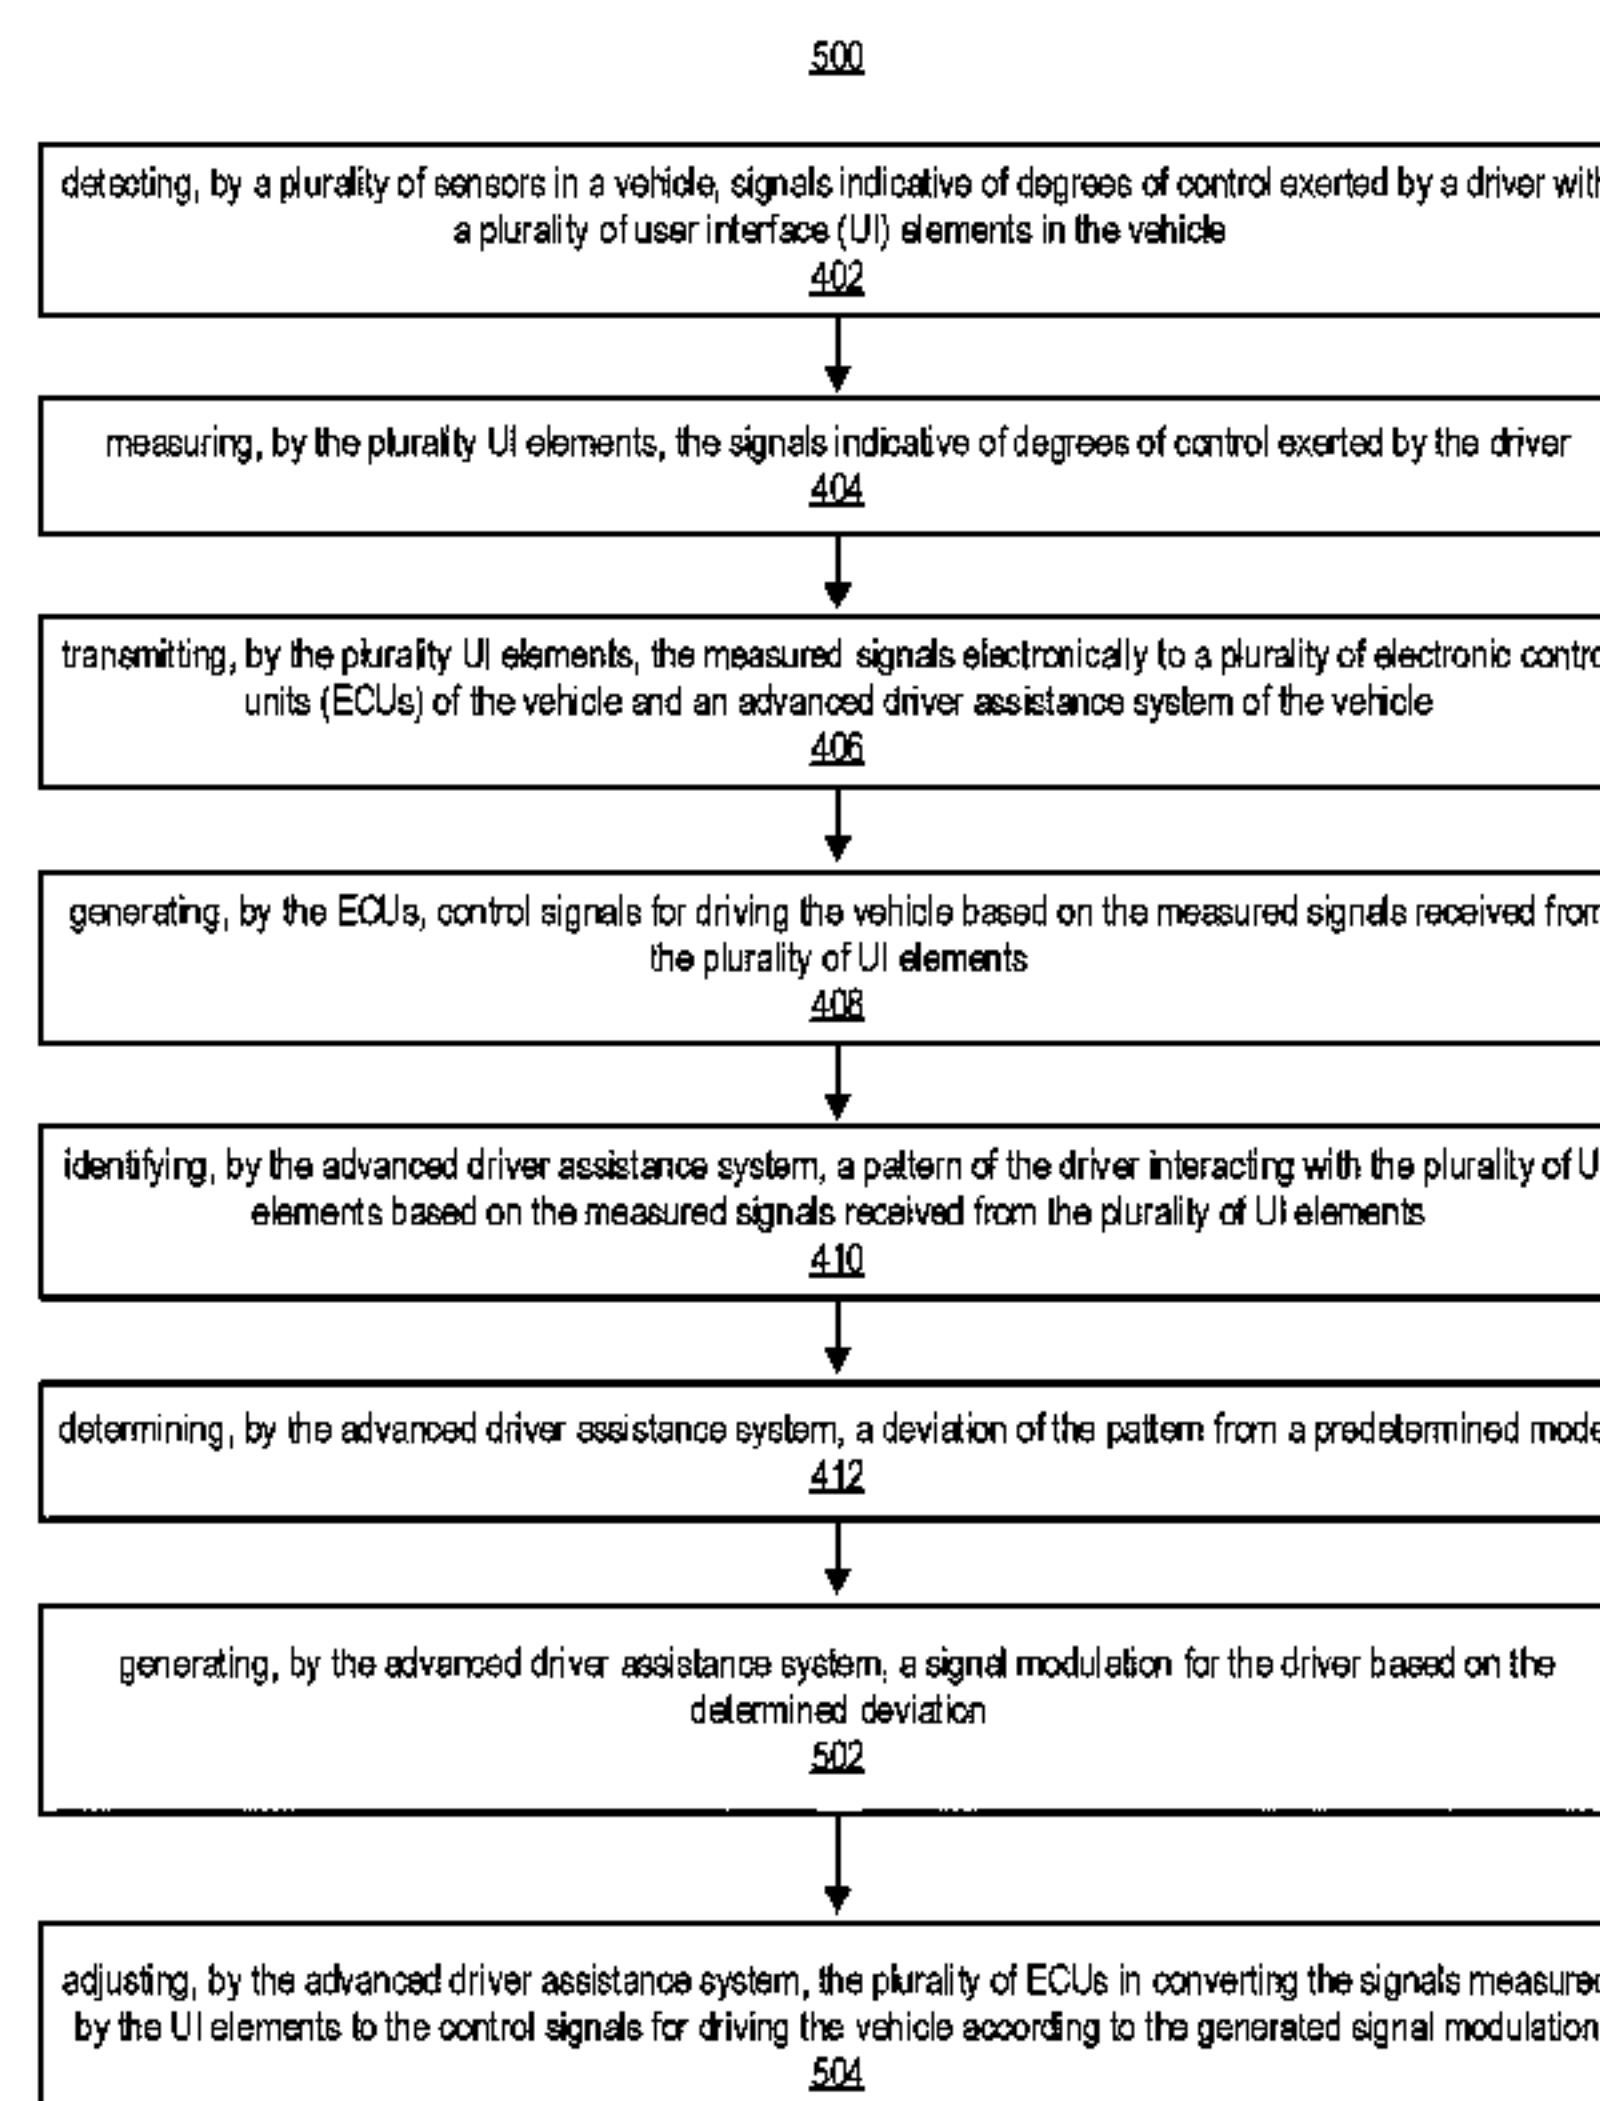 500
detecting, by a plurality of sensors in a vehicle, signals indicative of degrees of control exerted by a driver with
a plurality of user interface (UI) elements in the vehicle
402
measuring, by the plurality UI elements, the signals indicative of degrees of control exerted by the driver
404
transmitting, by the plurality UI elements, the measured signals electronically to a plurality of electronic contro
units (ECUs) of the vehicle and an advanced driver assistance system of the vehicle
406
generating, by the ECUs, control signals for driving the vehicle based on the measured signals received from
the plurality of UI elements
408
identifying, by the advanced driver assistance system, a pattern of the driver interacting with the plurality of U
elements based on the measured signals received from the plurality of UI elements
410
determining, by the advanced driver assistance system, a deviation of the pattern from a predetermined mode
412
generating, by the advanced driver assistance system, a signal modulation for the driver based on the
determined deviation
502
adjusting, by the advanced driver assistance system, the plurality of ECUs in converting the signals measured
by the UI elements to the control signals for driving the vehicle according to the generated signal modulation
504